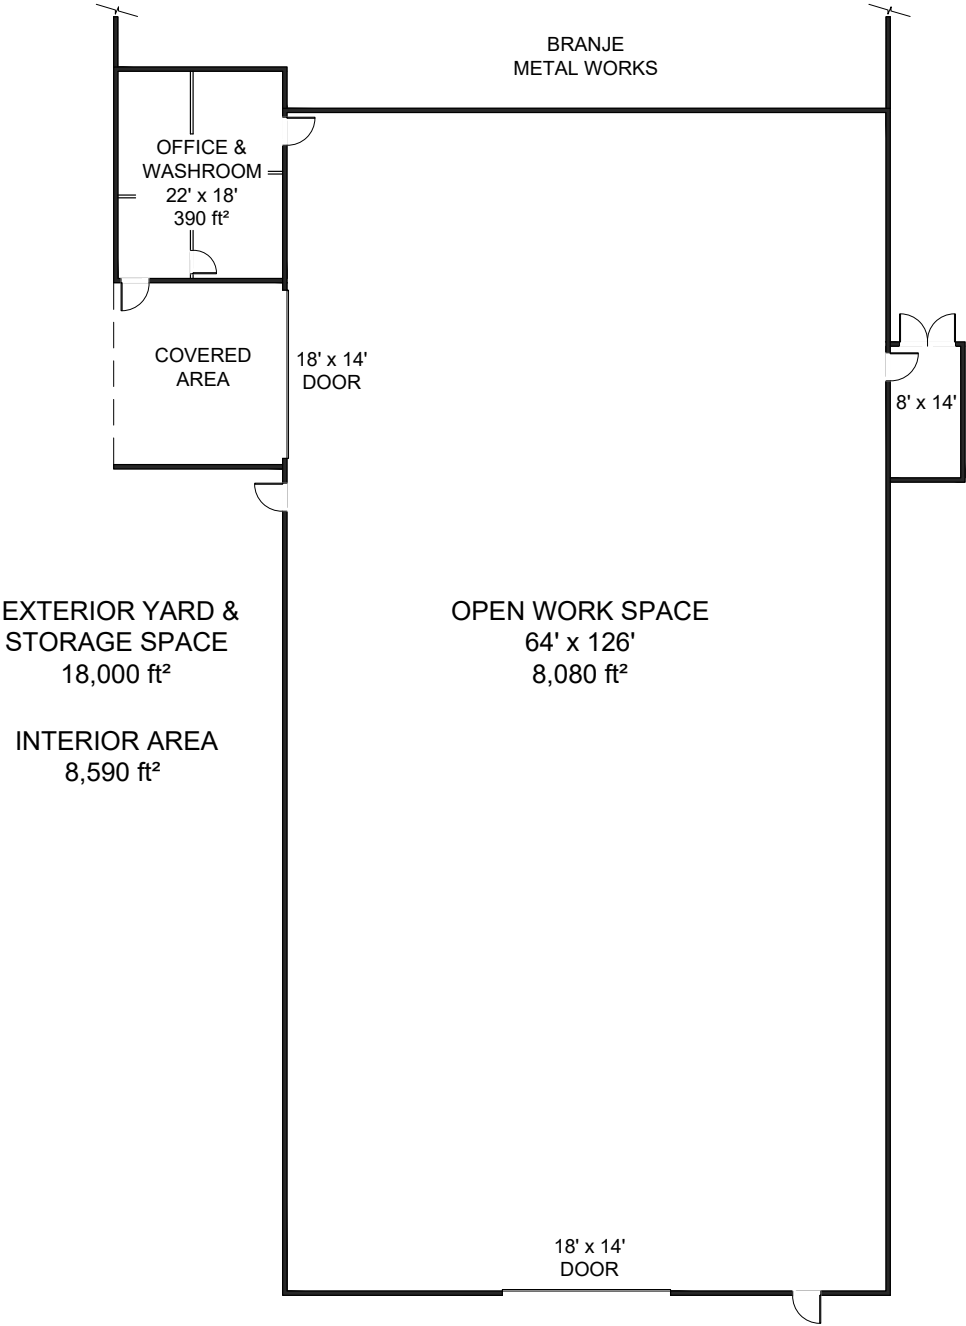 BRANJE
METAL WORKS
OFFICE &
WASHROOM
22' x 18'
390 ft²
COVERED
AREA
18' x 14'
DOOR
8' x 14'
EXTERIOR YARD &
STORAGE SPACE
18,000 ft²
INTERIOR AREA
8,590 ft²
OPEN WORK SPACE
64' x 126'
8,080 ft²
18' x 14'
DOOR